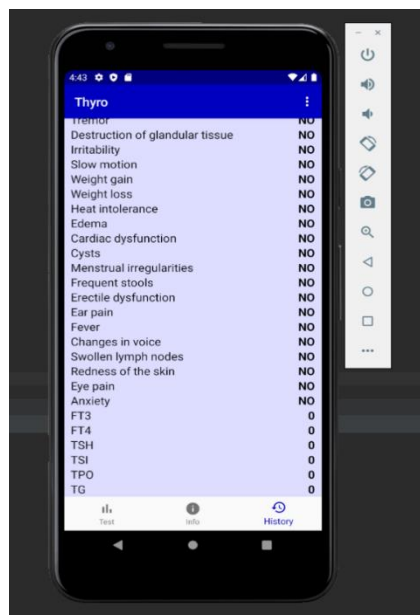 4:43
Thyro
Tremor NO
Destruction of glandular tissue NO
Irritability NO
Slow motion NO
Weight gain NO
Weight loss NO
Heat intolerance NO
Edema NO
Cardiac dysfunction NO
Cysts NO
Menstrual irregularities NO
Frequent stools NO
Erectile dysfunction NO
Ear pain NO
Fever NO
Changes in voice NO
Swollen lymph nodes NO
Redness of the skin NO
Eye pain NO
Anxiety NO
FT3 0
FT4 0
TSH 0
TSI 0
TPO 0
TG 0
Test Info History